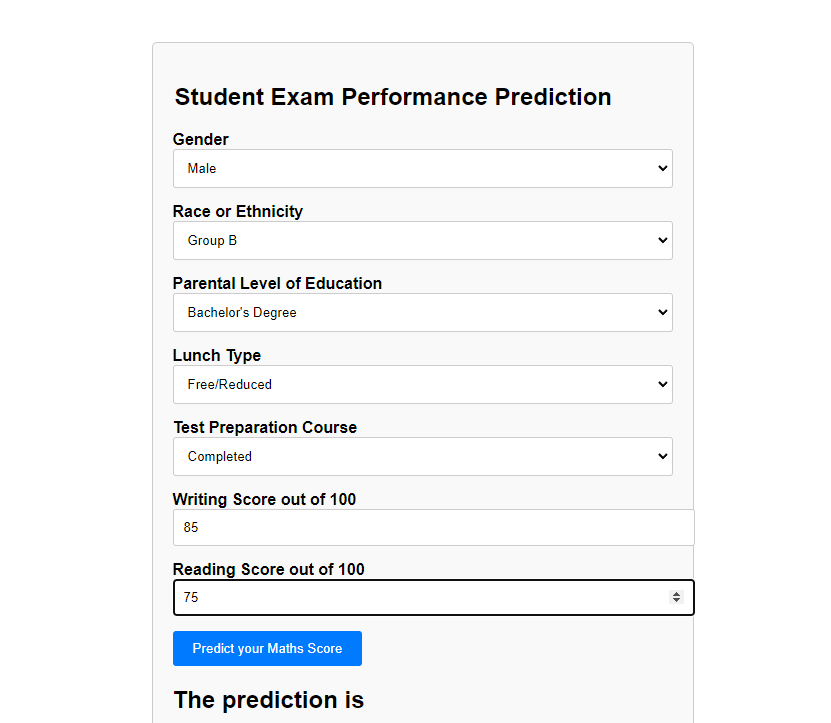 Student Exam Performance Prediction
Gender
Male
Race or Ethnicity
Group B
Parental Level of Education
Bachelor's Degree
Lunch Type
Free/Reduced
Test Preparation Course
Completed
Writing Score out of 100
85
Reading Score out of 100
75
Predict your Maths Score
The prediction is